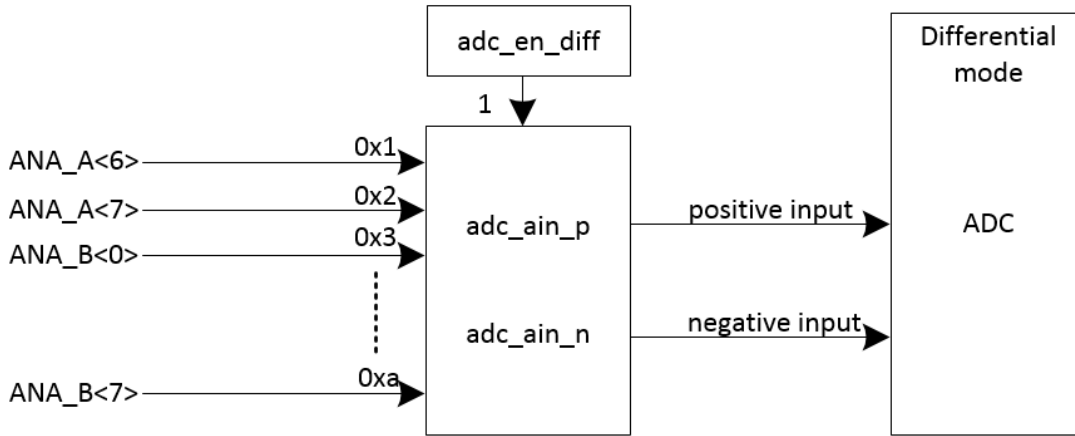 adc_en_diff
1
Differential
mode
ANA_A<6>
0x1
ANA_A<7>
0x2
ANA_B<0>
0x3
adc_ain_p
positive input
ADC
adc_ain_n
negative input
ANA_B<7>
0xa